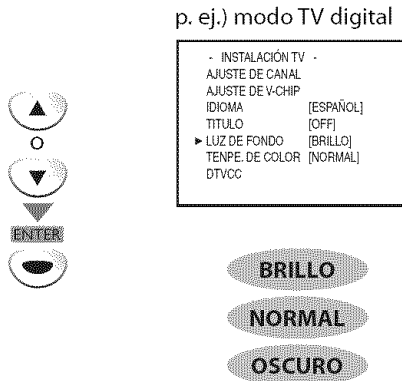 p. ej.) modo TV digital
- INSTALACIÓN TV -
AJUSTE DE CANAL
AJUSTE DE V-CHIP
IDIOMA [ESPAÑOL]
TITULO [OFF]
LUZ DE FONDO [BRILLO]
TENPE. DE COLOR [NORMAL]
DTVCC
O
ENTER
BRILLO
NORMAL
OSCURO